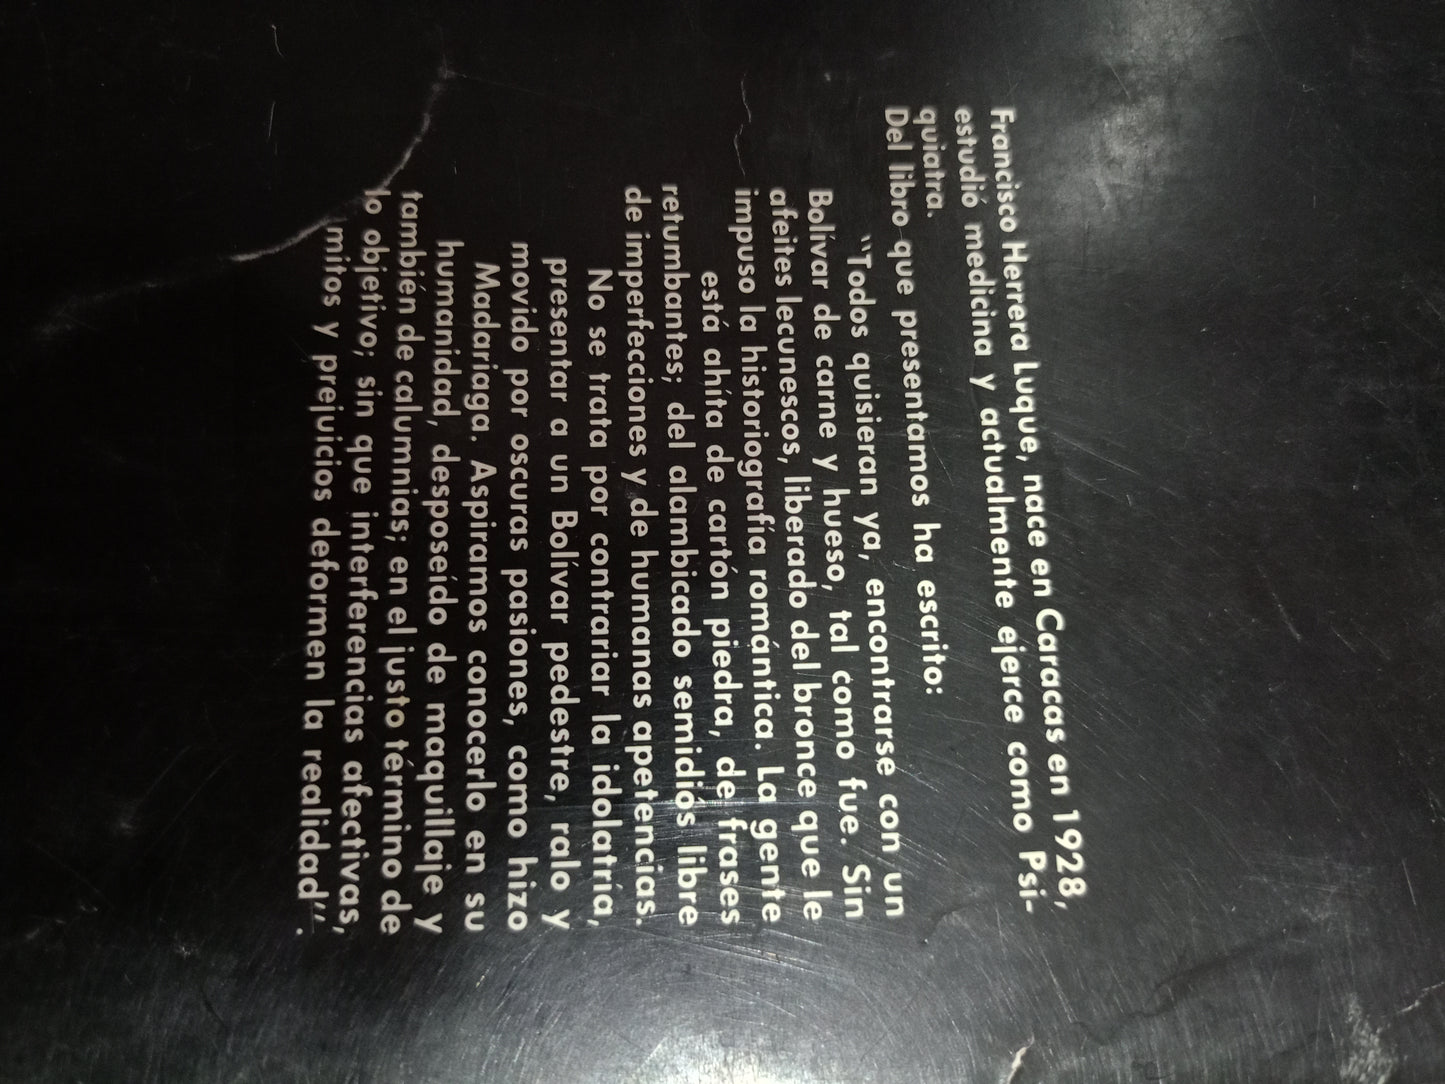 Francisco Herrera Luque, nace en Caracas en 1928,
estudió medicina y actualmente ejerce como Psi-
quiatra.
Del libro que presentamos ha escrito:
“Todos quisieran ya, encontrarse con un
Bolívar de carne y hueso, tal como fue. Sin
afeites lecunescos, liberado del bronce que le
impuso la historiografía romántica. La gente
está ahíta de cartón piedra, de frases
retumbantes; del alambicado semidiós libre
de imperfecciones y de humanas apetencias.
No se trata por contrariar la idolatría,
presentar a un Bolívar pedestre, ralo y
movido por oscuras pasiones, como hizo
Madariaga. Aspiramos conocerlo en su
humanidad, desposeído de maquillaje y
también de calumnias; en el justo término de
lo objetivo; sin que interferencias afectivas,
mitos y prejuicios deformen la realidad”.